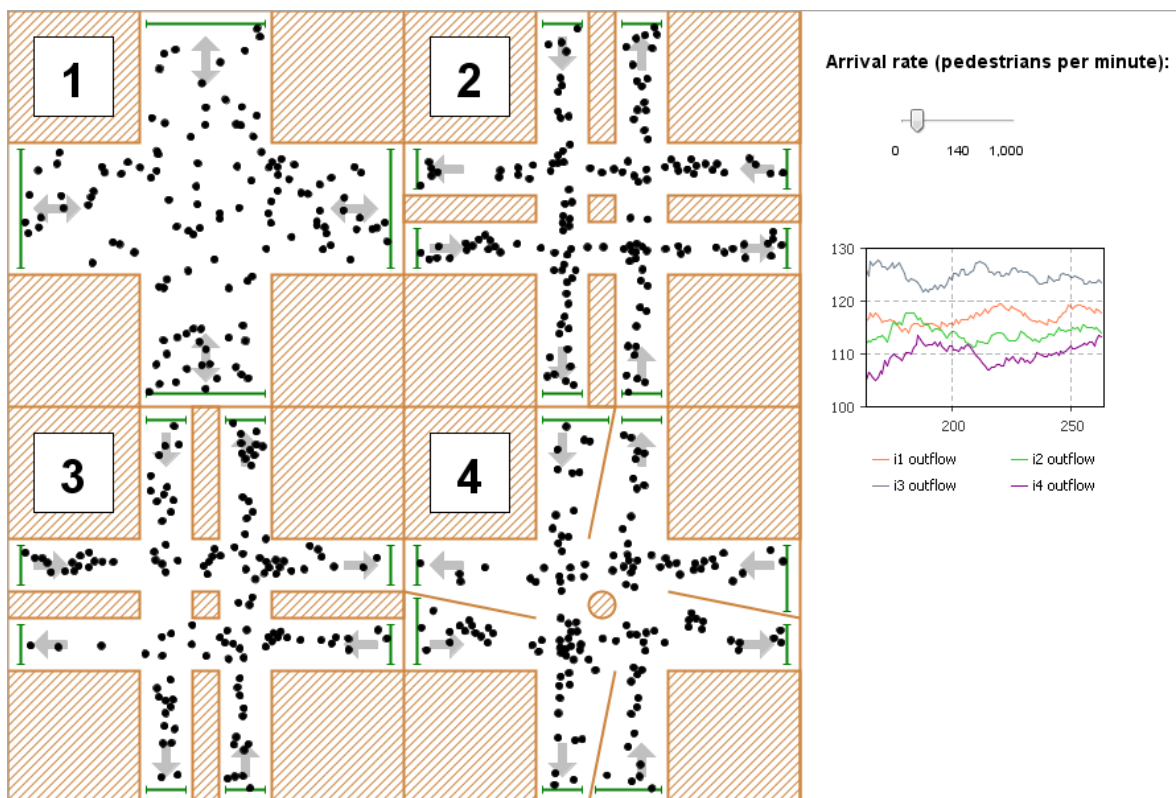 1
2
3
4
Arrival rate (pedestrians per minute):
0 140 1,000
130
120
110
100
200 250
i1 outflow i2 outflow
i3 outflow i4 outflow